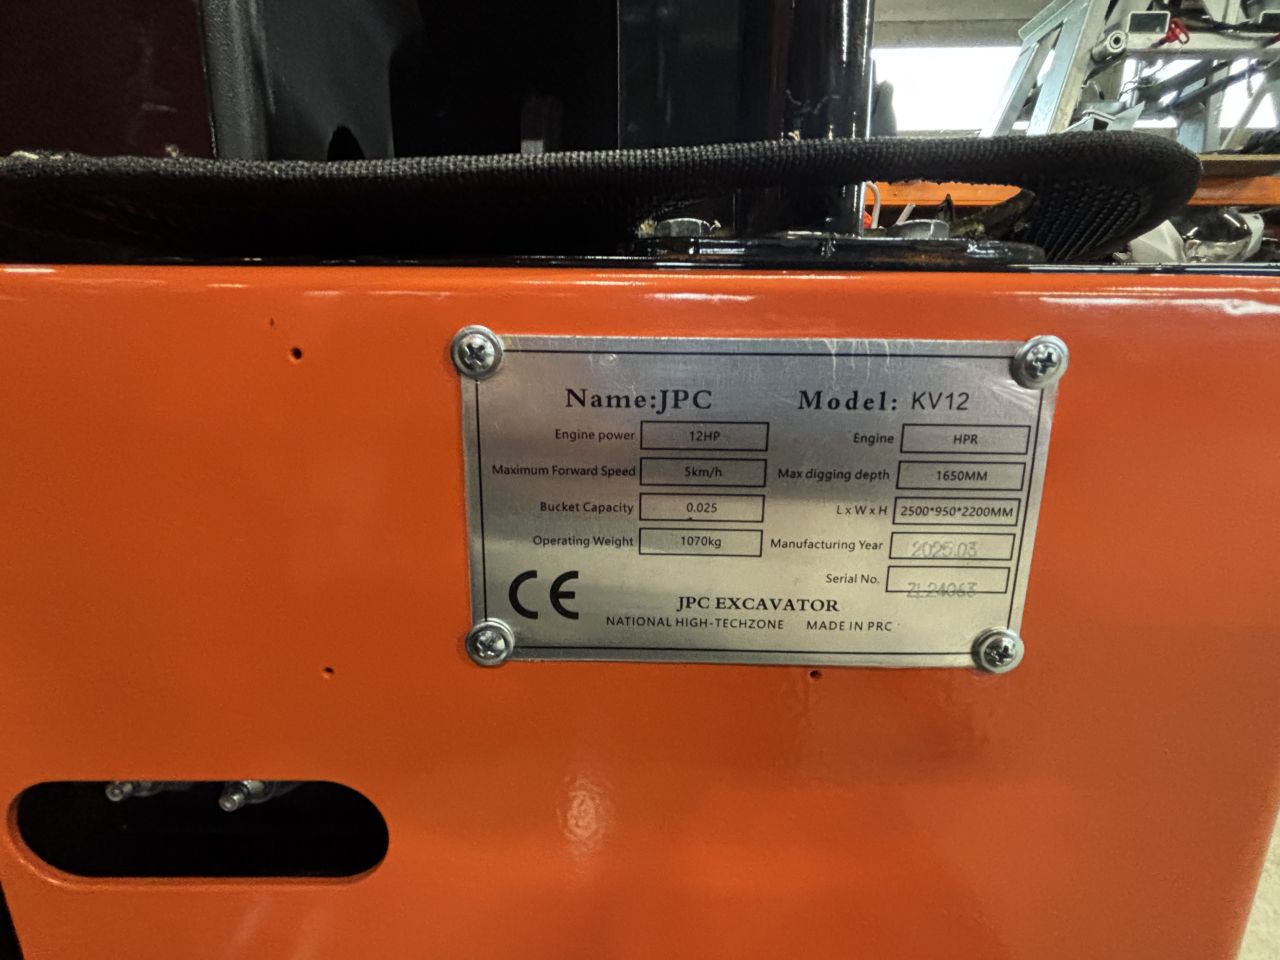 Name:JPC Model: KV12
Engine power 12HP Engine HPR
Maximum Forward Speed 5km/h Max digging depth 1650MM
Bucket Capacity 0.025 L x W x H 2500*950*2200MM
Operating Weight 1070kg Manufacturing Year 2025.03
Serial No. ZL24063
CE
JPC EXCAVATOR
NATIONAL HIGH-TECHZONE MADE IN PRC